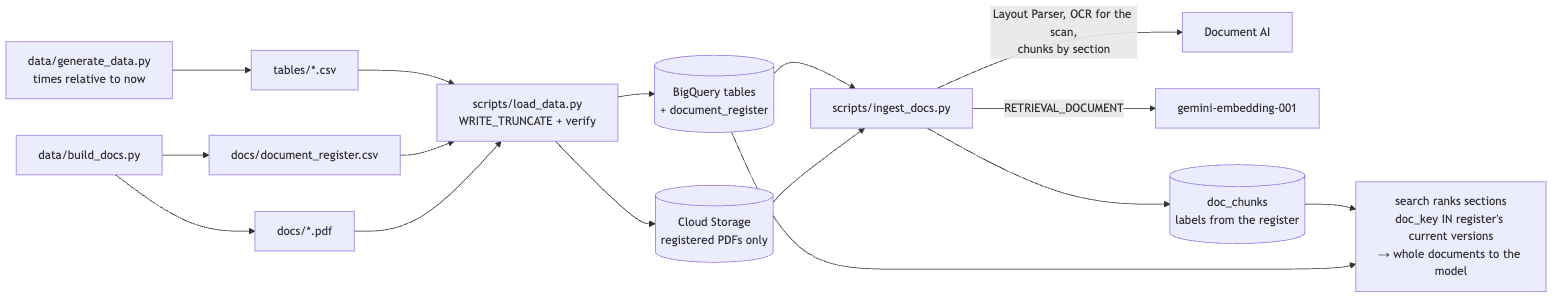 data/generate_data.py
times relative to now
tables/*.csv
data/build_docs.py
docs/document_register.csv
docs/*.pdf
scripts/load_data.py
WRITE_TRUNCATE + verify
BigQuery tables
+ document_register
Cloud Storage
registered PDFs only
scripts/ingest_docs.py
Layout Parser, OCR for the
scan,
chunks by section
Document AI
RETRIEVAL_DOCUMENT
gemini-embedding-001
doc_chunks
labels from the register
search ranks sections
doc_key IN register's
current versions
→ whole documents to the
model